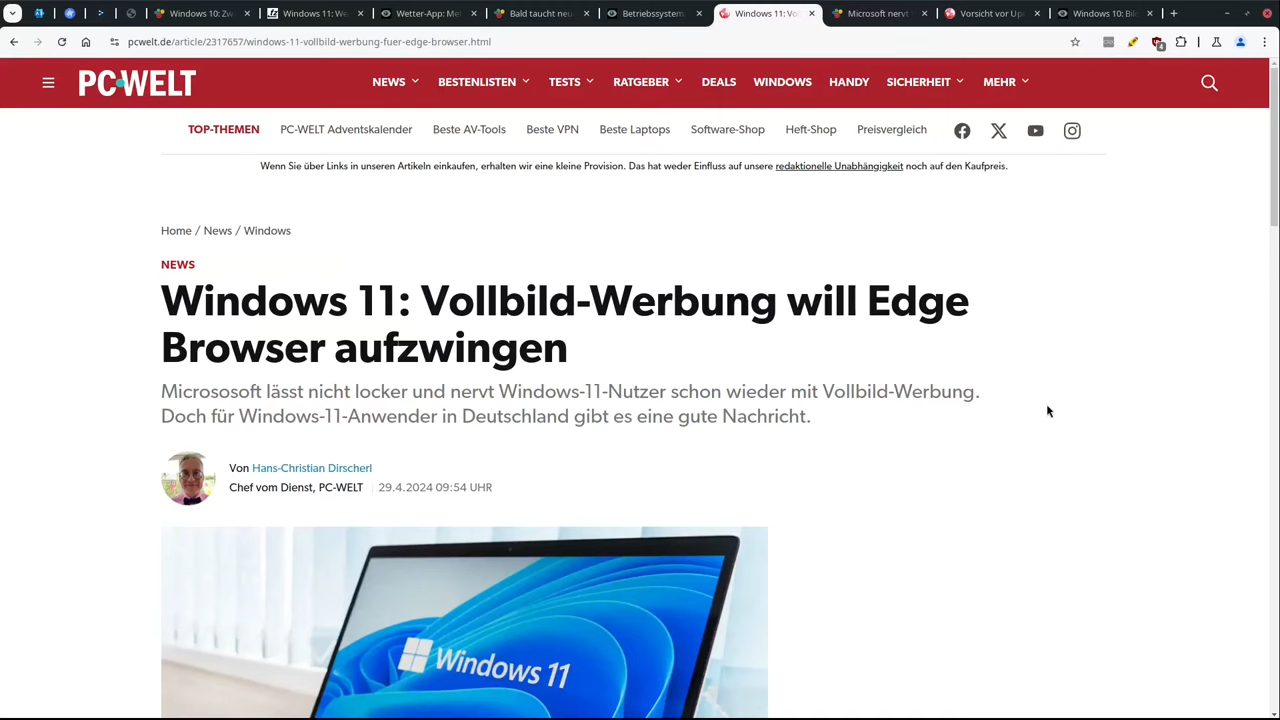 Windows 10: Zw
Windows 11: We
Wetter-App: Me
Bald taucht neu
Betriebssystem
Windows 11: Vol
Microsoft nervt
Vorsicht vor Up
Windows 10: Bi
pcwelt.de/article/2317657/windows-11-vollbild-werbung-fuer-edge-browser.html
4
PC-WELT
NEWS
BESTENLISTEN
TESTS
RATGEBER
DEALS
WINDOWS
HANDY
SICHERHEIT
MEHR
TOP-THEMEN
PC-WELT Adventskalender
Beste AV-Tools
Beste VPN
Beste Laptops
Software-Shop
Heft-Shop
Preisvergleich
Wenn Sie über Links in unseren Artikeln einkaufen, erhalten wir eine kleine Provision. Das hat weder Einfluss auf unsere redaktionelle Unabhängigkeit noch auf den Kaufpreis.
Home / News / Windows
NEWS
Windows 11: Vollbild-Werbung will Edge
Browser aufzwingen
Micrososoft lässt nicht locker und nervt Windows-11-Nutzer schon wieder mit Vollbild-Werbung.
Doch für Windows-11-Anwender in Deutschland gibt es eine gute Nachricht.
Von Hans-Christian Dirscherl
Chef vom Dienst, PC-WELT | 29.4.2024 09:54 UHR
Windows 11